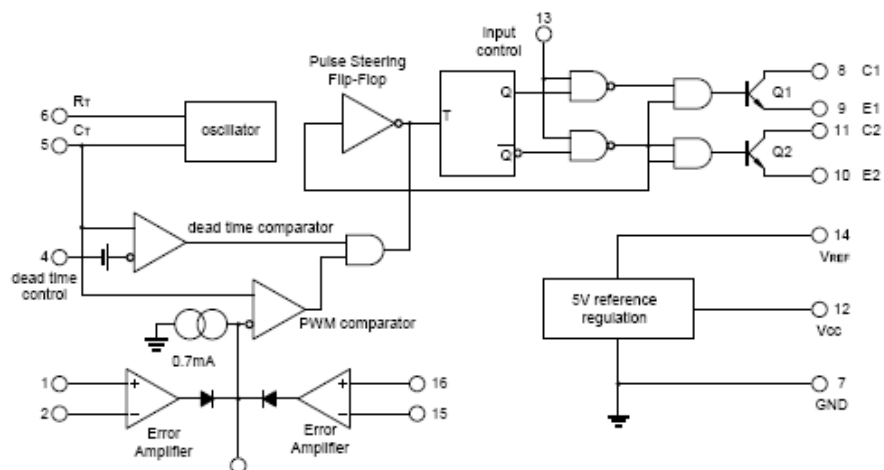 13
Input
control
Pulse Steering
Flip-Flop
8 C1
Q
Q1
RT
6
T
9 E1
oscillator
CT
5
11 C2
Q
Q2
10 E2
dead time comparator
4
dead time
control
14
VREF
5V reference
regulation
PWM comparator
12
VCC
0.7mA
1
+
+
16
7
2
−
−
15
GND
Error
Amplifier
Error
Amplifier